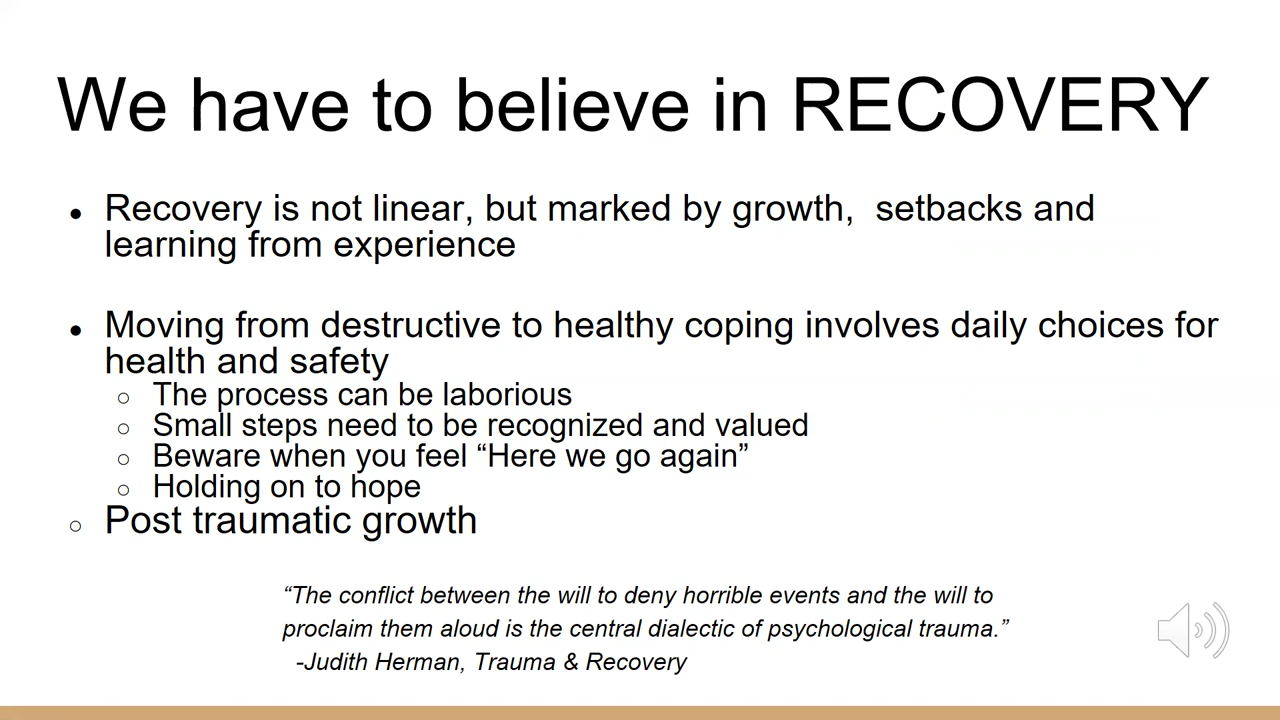 We have to believe in RECOVERY
● Recovery is not linear, but marked by growth,  setbacks and
learning from experience
● Moving from destructive to healthy coping involves daily choices for
health and safety
○ The process can be laborious
○ Small steps need to be recognized and valued
○ Beware when you feel “Here we go again”
○ Holding on to hope
○ Post traumatic growth
“The conflict between the will to deny horrible events and the will to
proclaim them aloud is the central dialectic of psychological trauma.”
-Judith Herman, Trauma & Recovery